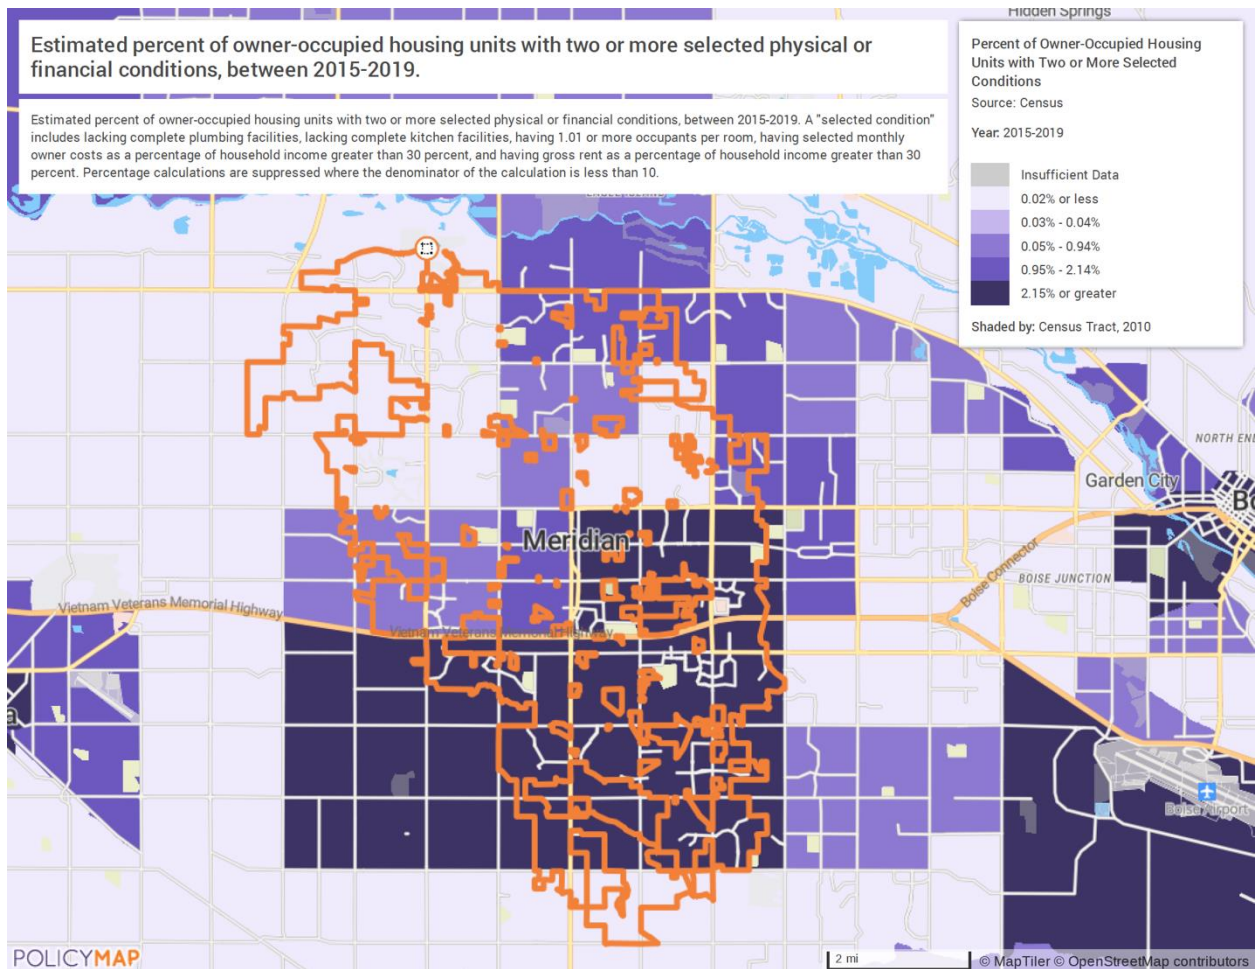 Hidden Springs
Estimated percent of owner-occupied housing units with two or more selected physical or
financial conditions, between 2015-2019.
Estimated percent of owner-occupied housing units with two or more selected physical or financial conditions, between 2015-2019. A "selected condition"
includes lacking complete plumbing facilities, lacking complete kitchen facilities, having 1.01 or more occupants per room, having selected monthly
owner costs as a percentage of household income greater than 30 percent, and having gross rent as a percentage of household income greater than 30
percent. Percentage calculations are suppressed where the denominator of the calculation is less than 10.
Percent of Owner-Occupied Housing
Units with Two or More Selected
Conditions
Source: Census
Year: 2015-2019
Insufficient Data
0.02% or less
0.03% - 0.04%
0.05% - 0.94%
0.95% - 2.14%
2.15% or greater
Shaded by: Census Tract, 2010
NORTH END
Garden City
Bo
Meridian
BOISE JUNCTION
Boise Connector
Vietnam Veterans Memorial Highway
Vietnam Veterans Memorial Highway
a
Boise Airport
POLICYMAP
2 mi
© MapTiler © OpenStreetMap contributors